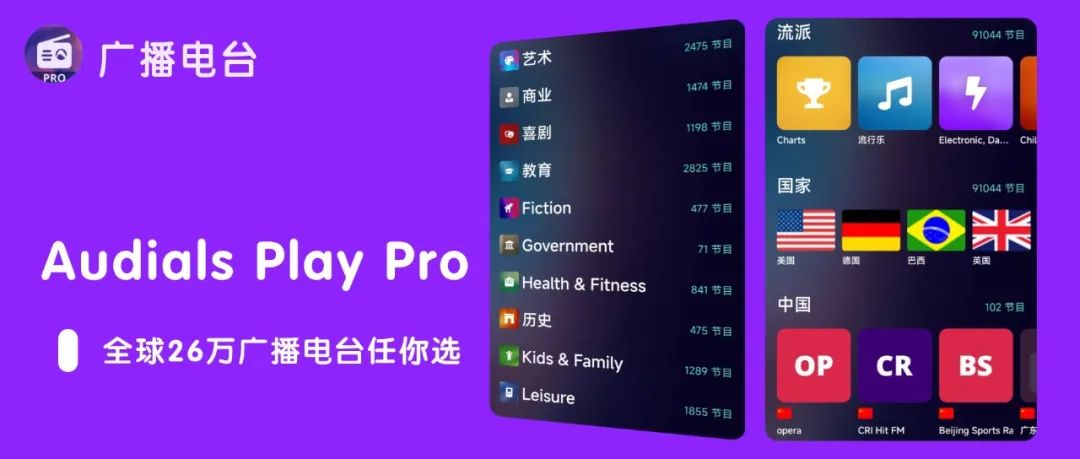 PRO
广播电台
Audials Play Pro
全球26万广播电台任你选
艺术 2475 节目
商业 1474 节目
喜剧 1198 节目
教育 2825 节目
Fiction 477 节目
Government 71 节目
Health & Fitness 841 节目
历史 475 节目
Kids & Family 1289 节目
Leisure 1855 节目
流派 91044 节目
Charts 流行乐 Electronic, Da... Chil
国家 91044 节目
美国 德国 巴西 英国
中国 102 节目
OP CR BS
opera CRI Hit FM Beijing Sports Ra 广东